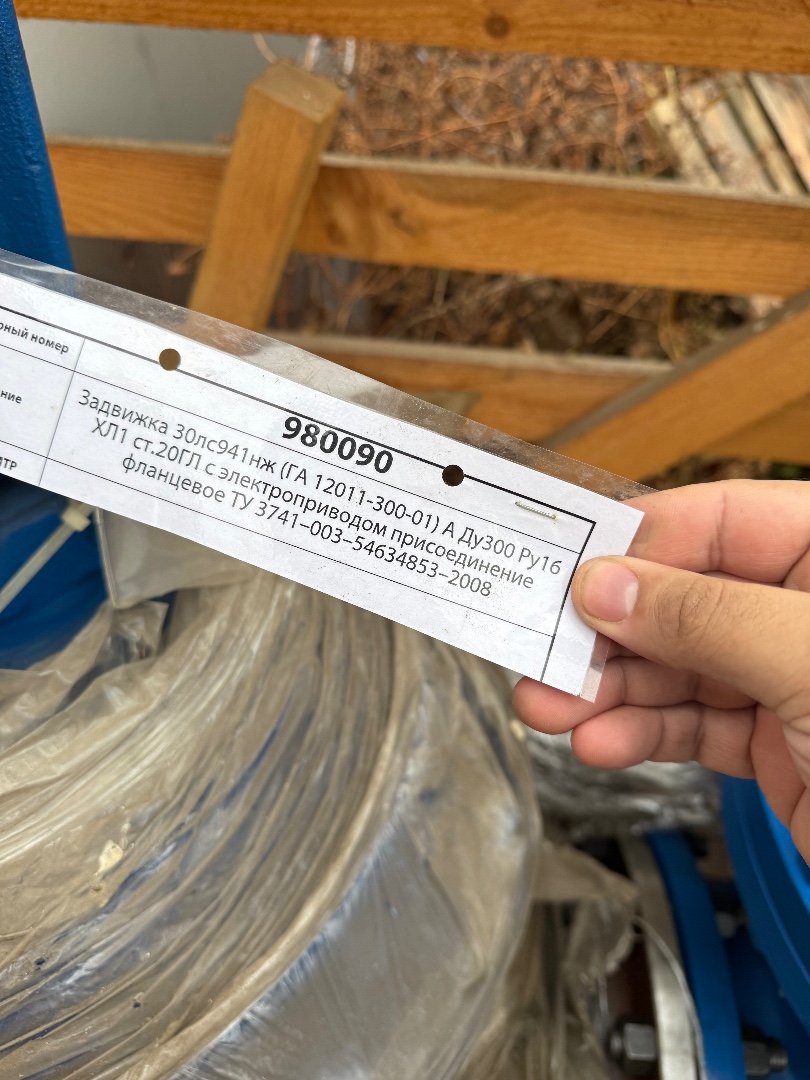 рный номер
980090
ние
Задвижка 30лс941нж (ГА 12011-300-01) А Ду300 Ру16
ХЛ1 ст.20ГЛ с электроприводом присоединение
фланцевое ТУ 3741-003-54634853-2008
тр